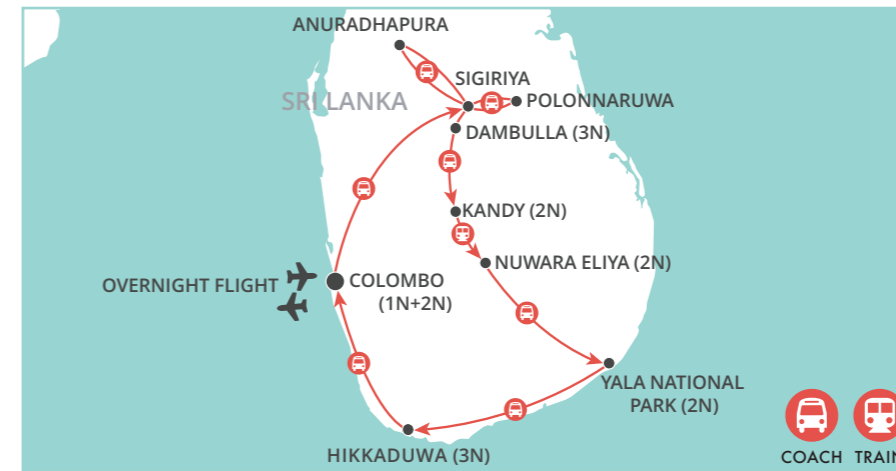 ANURADHAPURA
SIGIRIYA
SRI LANKA
POLONNARUWA
DAMBULLA (3N)
KANDY (2N)
NUWARA ELIYA (2N)
OVERNIGHT FLIGHT
COLOMBO
(1N+2N)
YALA NATIONAL
PARK (2N)
HIKKADUWA (3N)
COACH
TRAIN